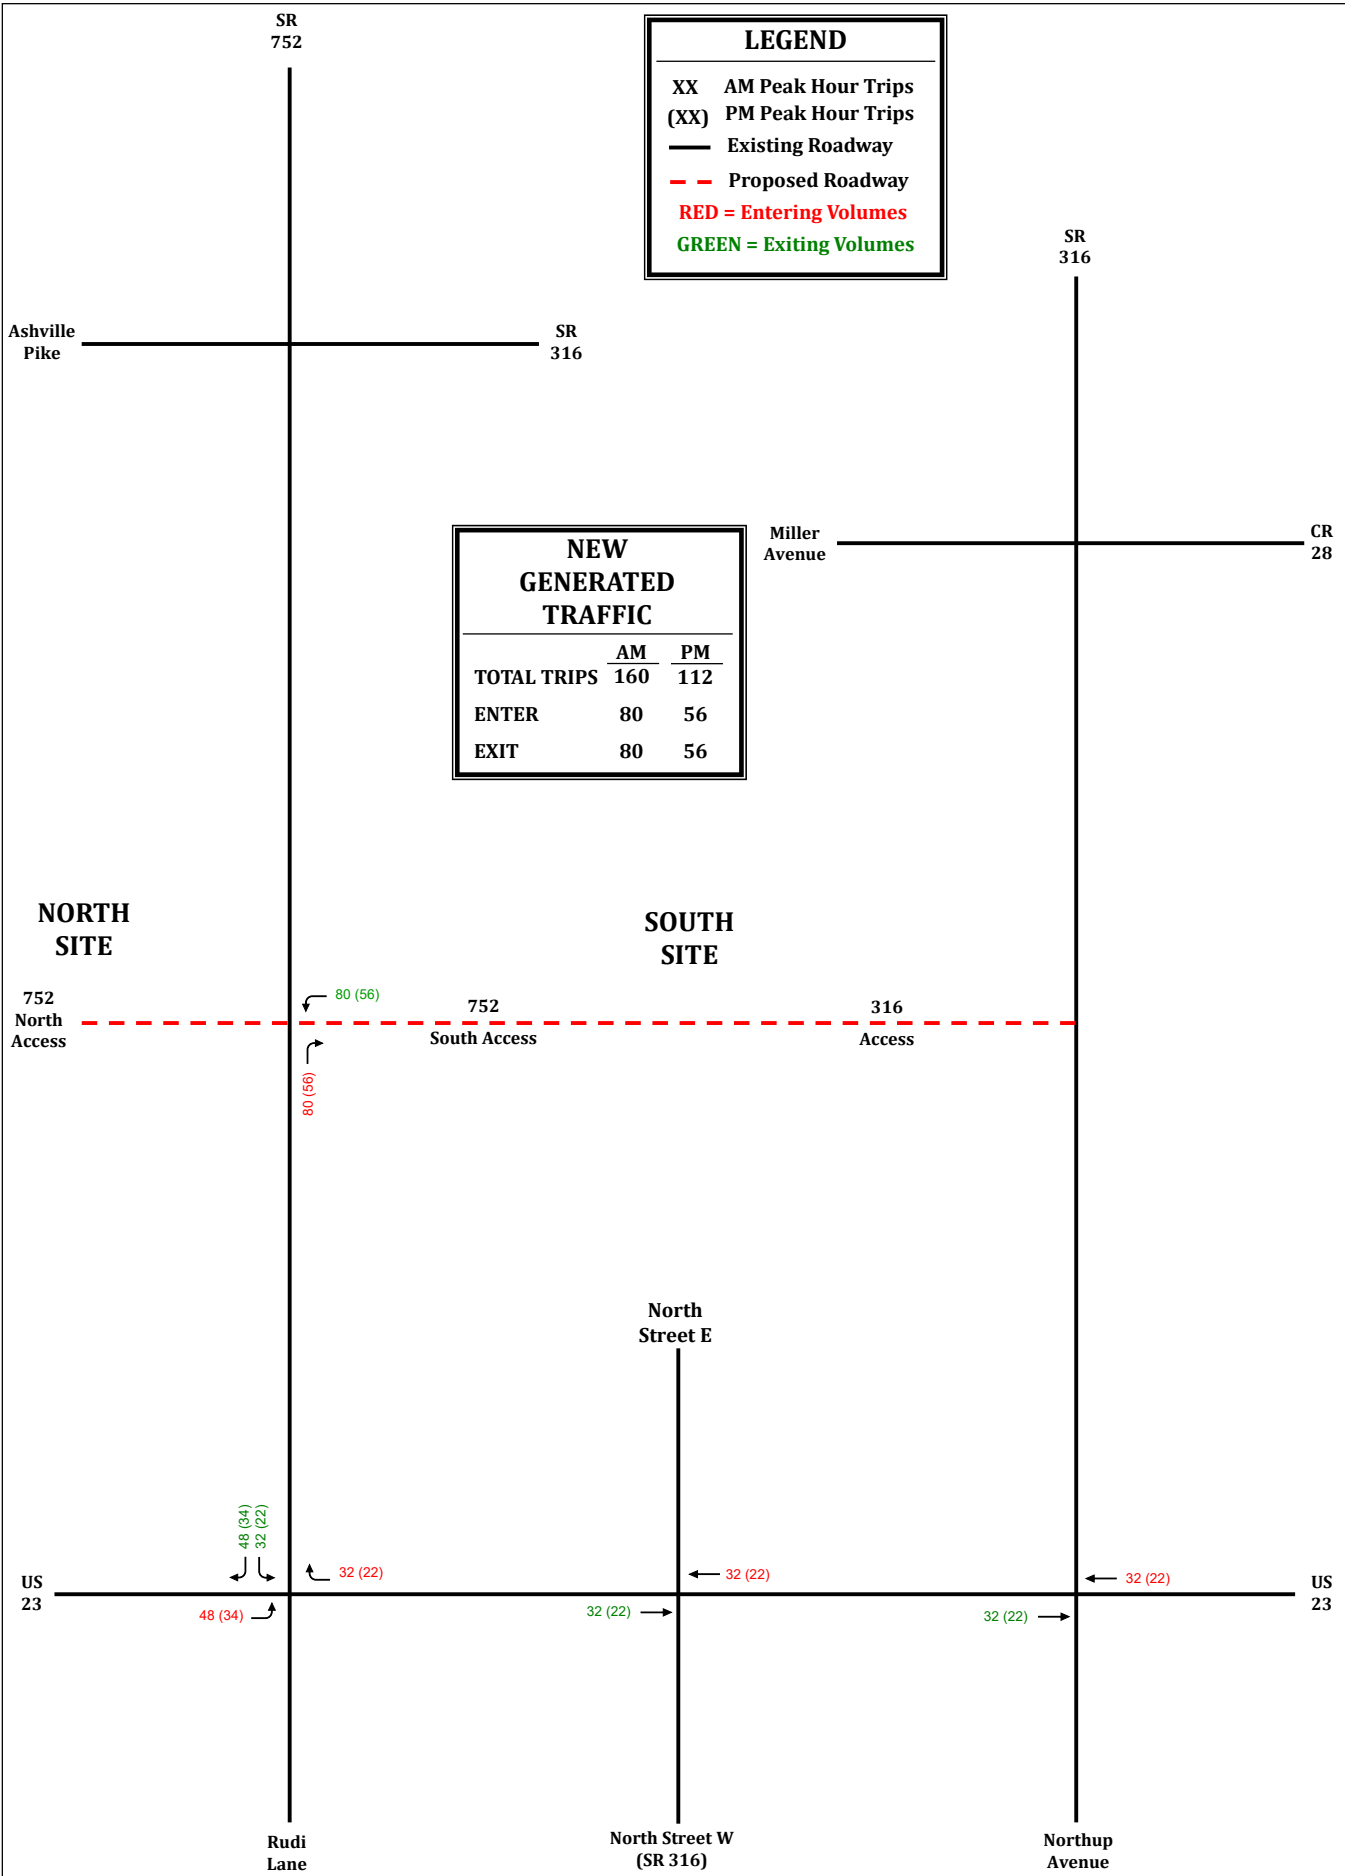 SR
752
LEGEND
XX AM Peak Hour Trips
(XX) PM Peak Hour Trips
Existing Roadway
Proposed Roadway
RED = Entering Volumes
GREEN = Exiting Volumes
SR
316
Ashville
Pike
SR
316
Miller
Avenue
CR
28
NEW
GENERATED
TRAFFIC
AM PM
TOTAL TRIPS 160 112
ENTER 80 56
EXIT 80 56
NORTH
SITE
SOUTH
SITE
752
North
Access
80 (56)
752
South Access
316
Access
80 (56)
North
Street E
48 (34)
32 (22)
32 (22)
32 (22)
32 (22)
US
23
48 (34)
32 (22)
32 (22)
US
23
Rudi
Lane
North Street W
(SR 316)
Northup
Avenue